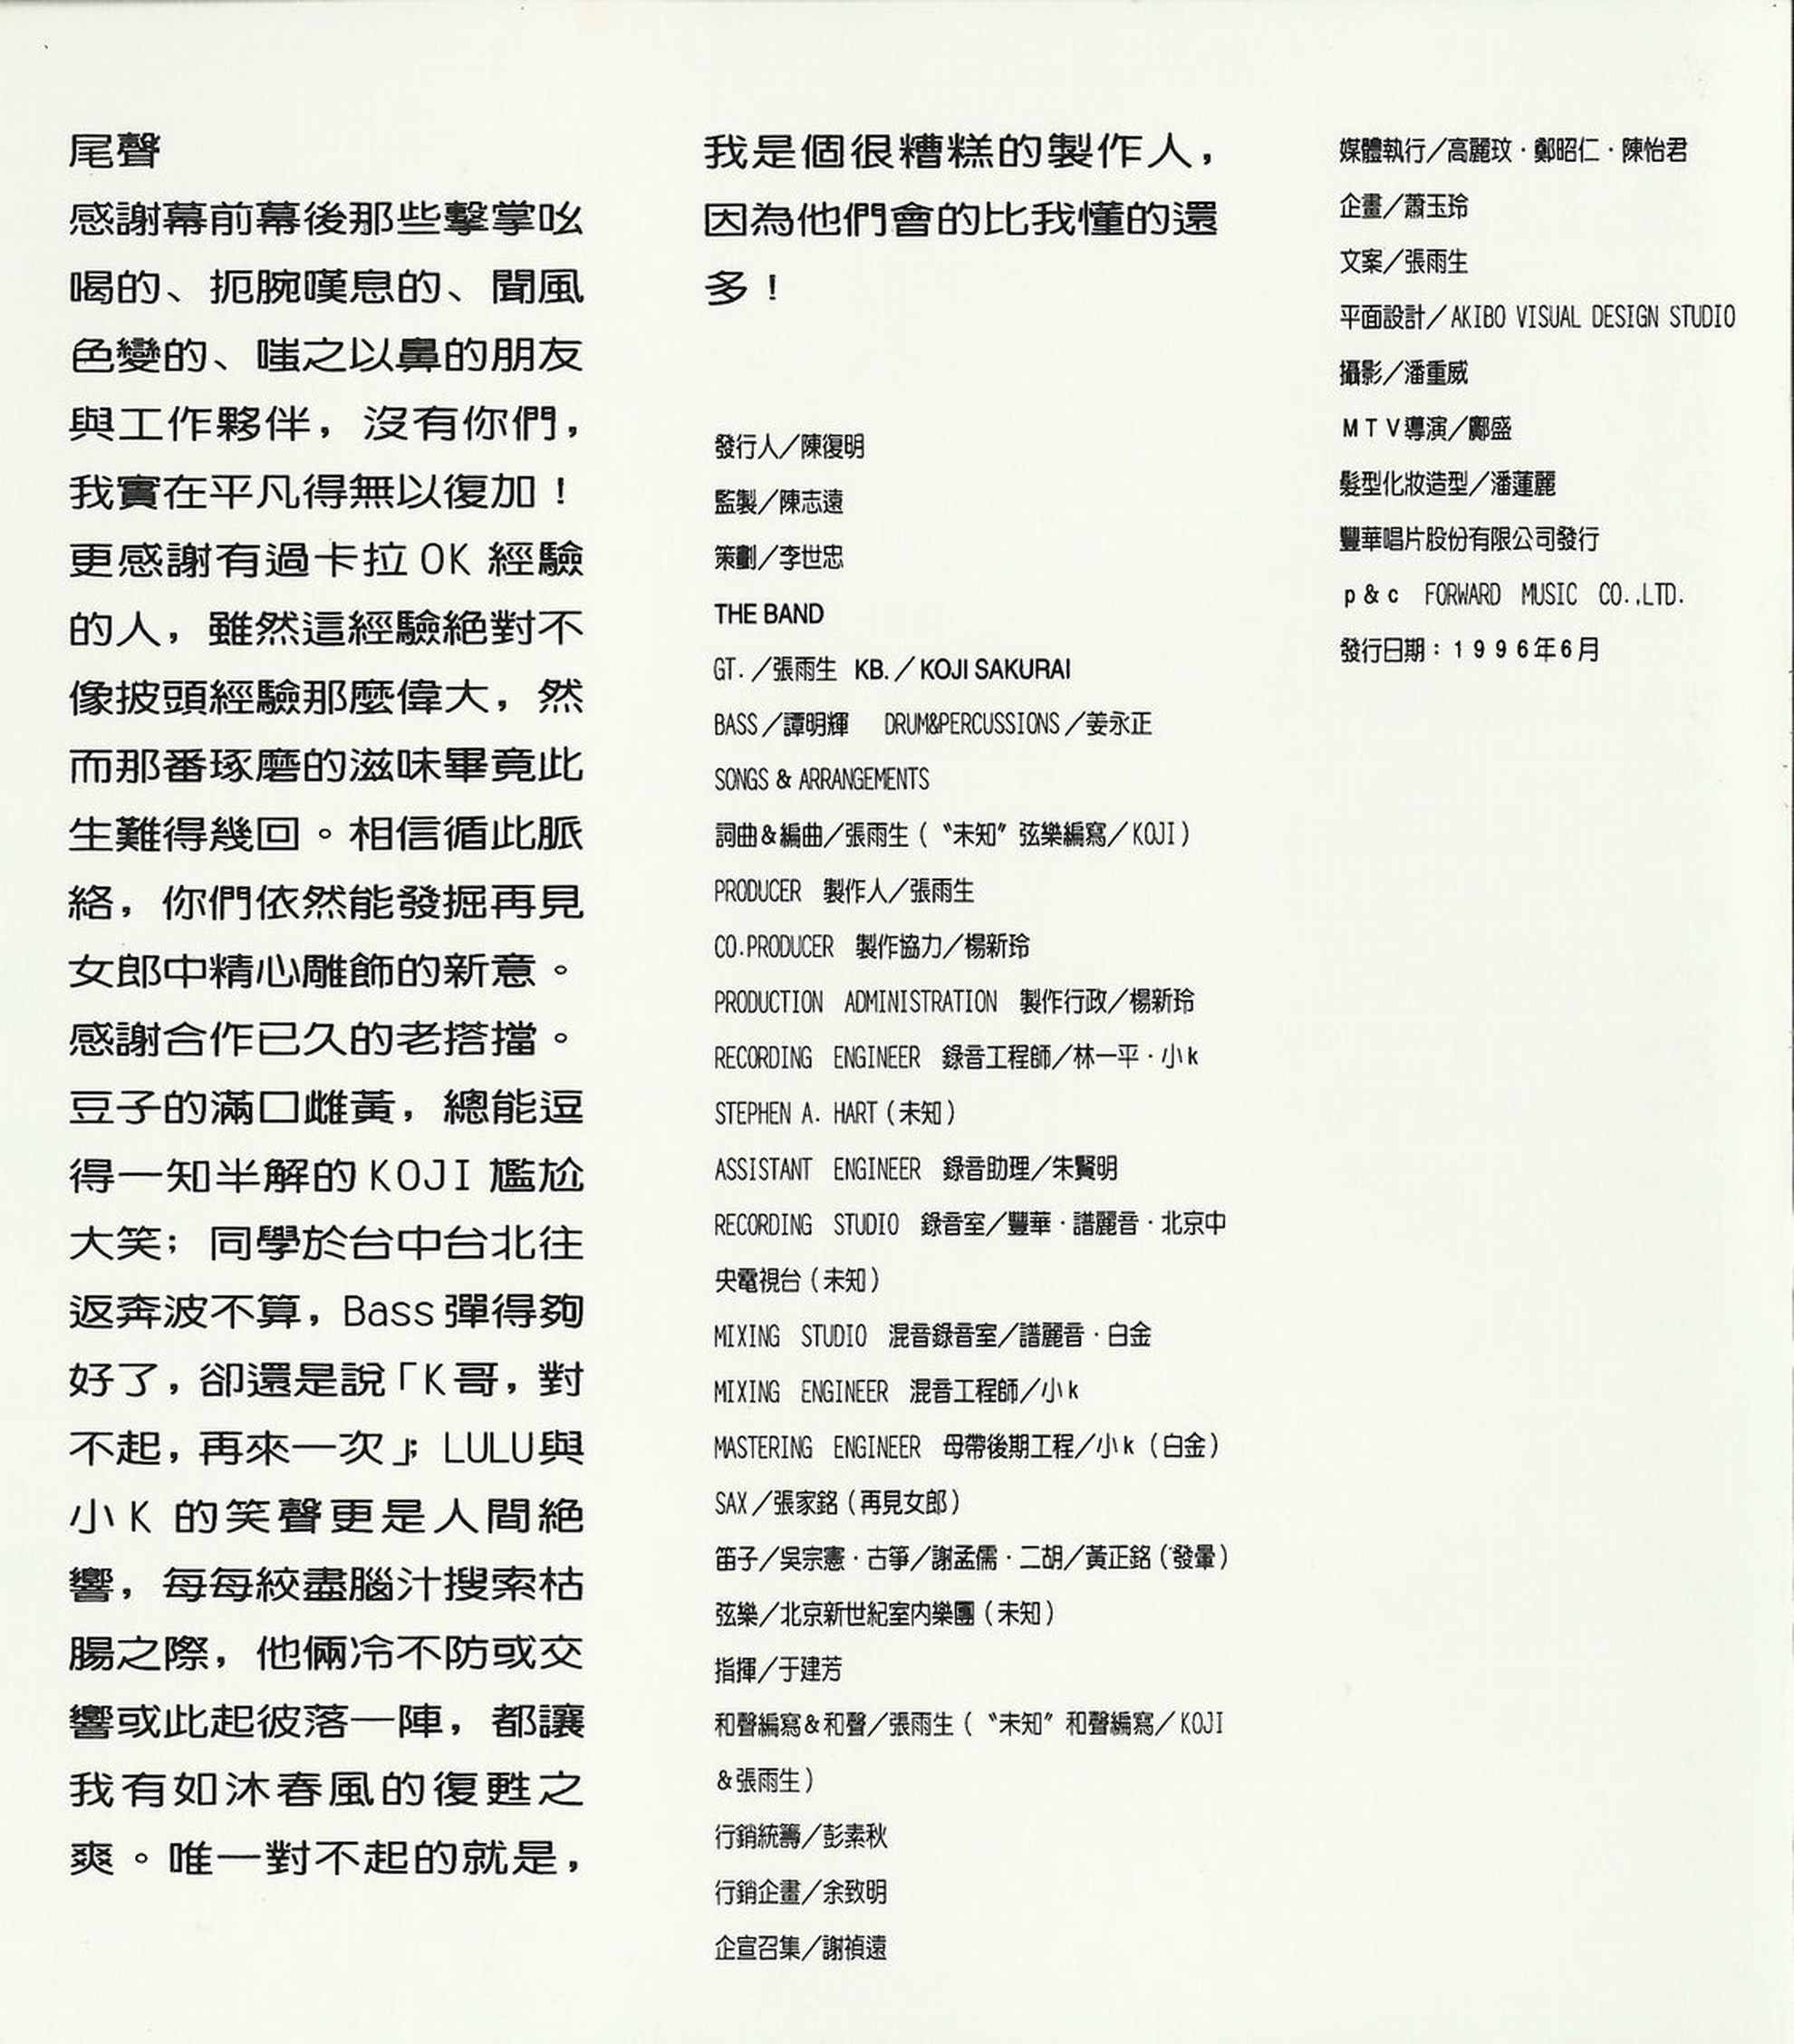 尾聲
感謝幕前幕後那些擊掌吆
喝的、扼腕嘆息的、聞風
色變的、嗤之以鼻的朋友
與工作夥伴，沒有你們，
我實在平凡得無以復加！
更感謝有過卡拉OK經驗
的人，雖然這經驗絕對不
像披頭經驗那麼偉大，然
而那番琢磨的滋味畢竟此
生難得幾回。相信循此脈
絡，你們依然能發掘再見
女郎中精心雕飾的新意。
感謝合作已久的老搭擋。
豆子的滿口雌黃，總能逗
得一知半解的KOJI尷尬
大笑；同學於台中台北往
返奔波不算，Bass彈得夠
好了，卻還是說「K哥，對
不起，再來一次」；LULU與
小K的笑聲更是人間絕
響，每每絞盡腦汁搜索枯
腸之際，他倆冷不防或交
響或此起彼落一陣，都讓
我有如沐春風的復甦之
爽。唯一對不起的就是，
我是個很糟糕的製作人，
因為他們會的比我懂的還
多！
發行人／陳復明
監製／陳志遠
策劃／李世忠
THE BAND
GT.／張雨生 KB.／KOJI SAKURAI
BASS／譚明輝 DRUM&PERCUSSIONS／姜永正
SONGS & ARRANGEMENTS
詞曲＆編曲／張雨生（〝未知〞弦樂編寫／KOJI）
PRODUCER 製作人／張雨生
CO.PRODUCER 製作協力／楊新玲
PRODUCTION ADMINISTRATION 製作行政／楊新玲
RECORDING ENGINEER 錄音工程師／林一平‧小k
STEPHEN A. HART（未知）
ASSISTANT ENGINEER 錄音助理／朱賢明
RECORDING STUDIO 錄音室／豐華‧譜麗音‧北京中
央電視台（未知）
MIXING STUDIO 混音錄音室／譜麗音‧白金
MIXING ENGINEER 混音工程師／小k
MASTERING ENGINEER 母帶後期工程／小k（白金）
SAX／張家銘（再見女郎）
笛子／吳宗憲‧古箏／謝孟儒‧二胡／黃正銘（發暈）
弦樂／北京新世紀室內樂團（未知）
指揮／于建芳
和聲編寫＆和聲／張雨生（〝未知〞和聲編寫／KOJI
＆張雨生）
行銷統籌／彭素秋
行銷企畫／余致明
企宣召集／謝禎遠
媒體執行／高麗玟‧鄭昭仁‧陳怡君
企畫／蕭玉玲
文案／張雨生
平面設計／AKIBO VISUAL DESIGN STUDIO
攝影／潘重威
MTV導演／鄺盛
髮型化妝造型／潘蓮麗
豐華唱片股份有限公司發行
p & c FORWARD MUSIC CO.,LTD.
發行日期：1996年6月